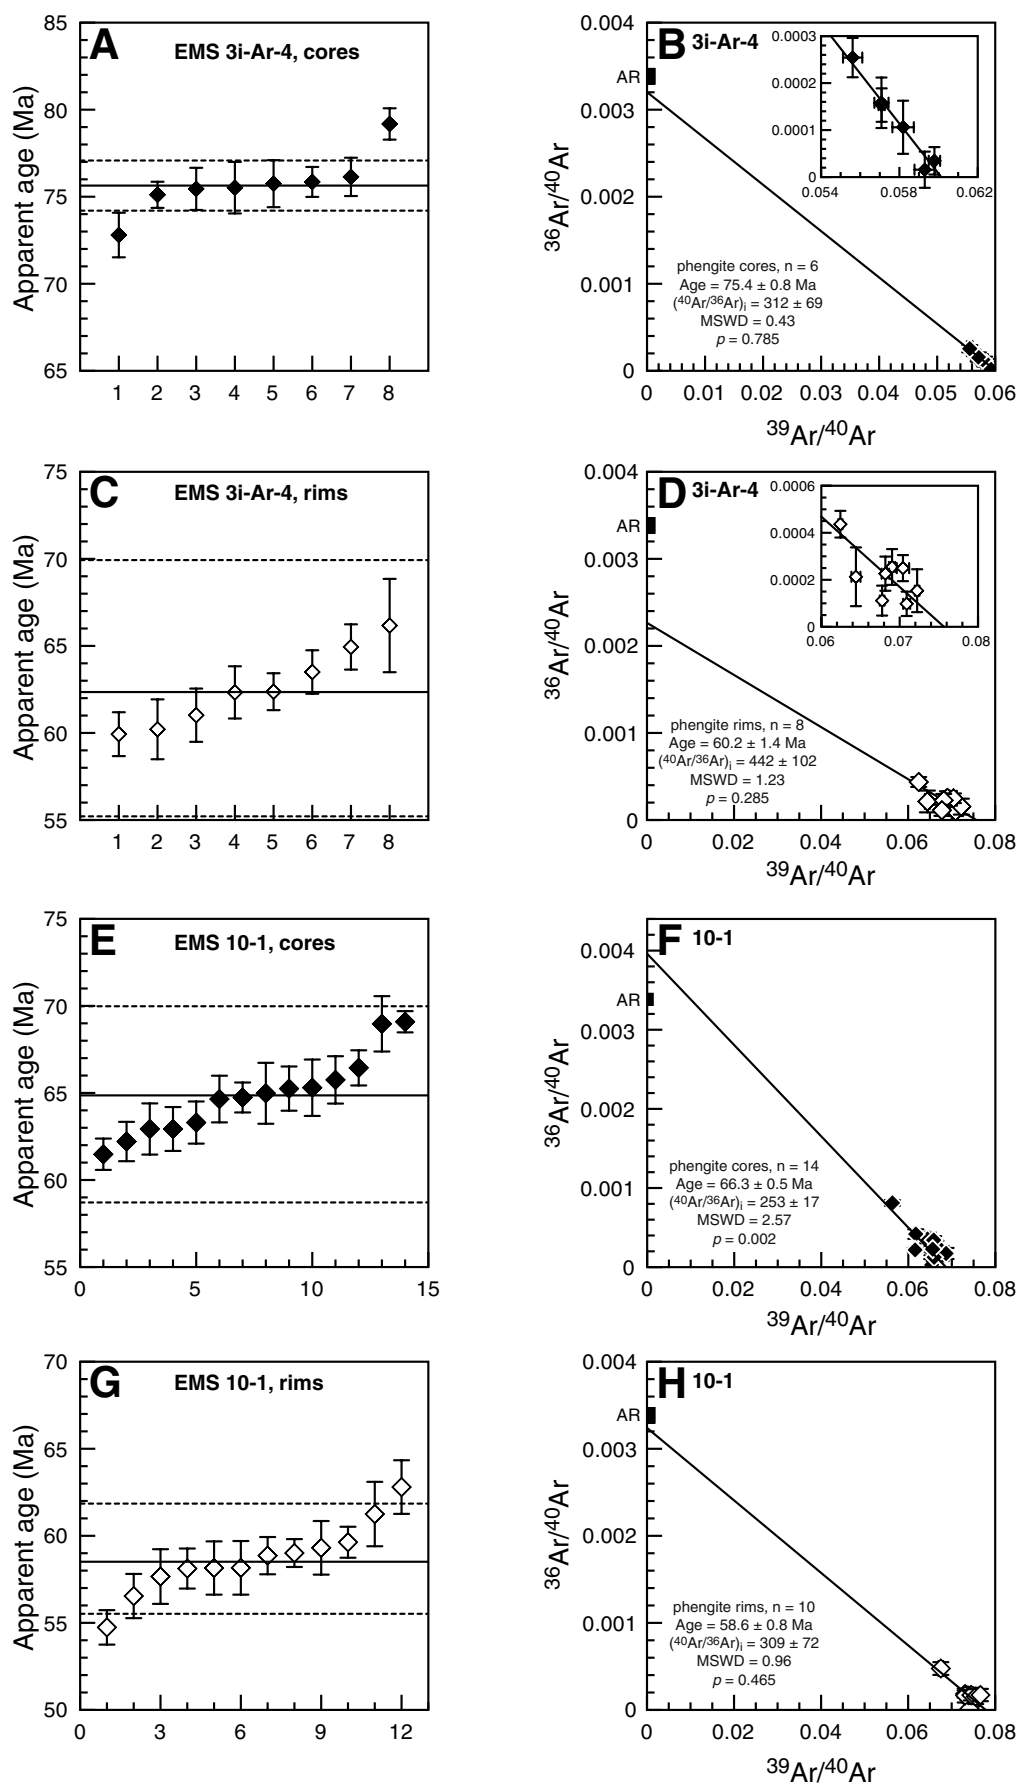 A
EMS 3i-Ar-4, cores
Apparent age (Ma)
85
80
75
70
65
1 2 3 4 5 6 7 8
B 3i-Ar-4
AR
36Ar/40Ar
0.004
0.003
0.002
0.001
0
0.0003
0.0002
0.0001
0
0.054 0.058 0.062
phengite cores, n = 6
Age = 75.4 ± 0.8 Ma
(40Ar/36Ar)i = 312 ± 69
MSWD = 0.43
p = 0.785
0 0.01 0.02 0.03 0.04 0.05 0.06
39Ar/40Ar
C
EMS 3i-Ar-4, rims
Apparent age (Ma)
75
70
65
60
55
1 2 3 4 5 6 7 8
D 3i-Ar-4
AR
36Ar/40Ar
0.004
0.003
0.002
0.001
0
0.0006
0.0004
0.0002
0
0.06 0.07 0.08
phengite rims, n = 8
Age = 60.2 ± 1.4 Ma
(40Ar/36Ar)i = 442 ± 102
MSWD = 1.23
p = 0.285
0 0.02 0.04 0.06 0.08
39Ar/40Ar
E
EMS 10-1, cores
Apparent age (Ma)
75
70
65
60
55
0 5 10 15
F 10-1
AR
36Ar/40Ar
0.004
0.003
0.002
0.001
0
phengite cores, n = 14
Age = 66.3 ± 0.5 Ma
(40Ar/36Ar)i = 253 ± 17
MSWD = 2.57
p = 0.002
0 0.02 0.04 0.06 0.08
39Ar/40Ar
G
EMS 10-1, rims
Apparent age (Ma)
70
65
60
55
50
0 3 6 9 12
H 10-1
AR
36Ar/40Ar
0.004
0.003
0.002
0.001
0
phengite rims, n = 10
Age = 58.6 ± 0.8 Ma
(40Ar/36Ar)i = 309 ± 72
MSWD = 0.96
p = 0.465
0 0.02 0.04 0.06 0.08
39Ar/40Ar